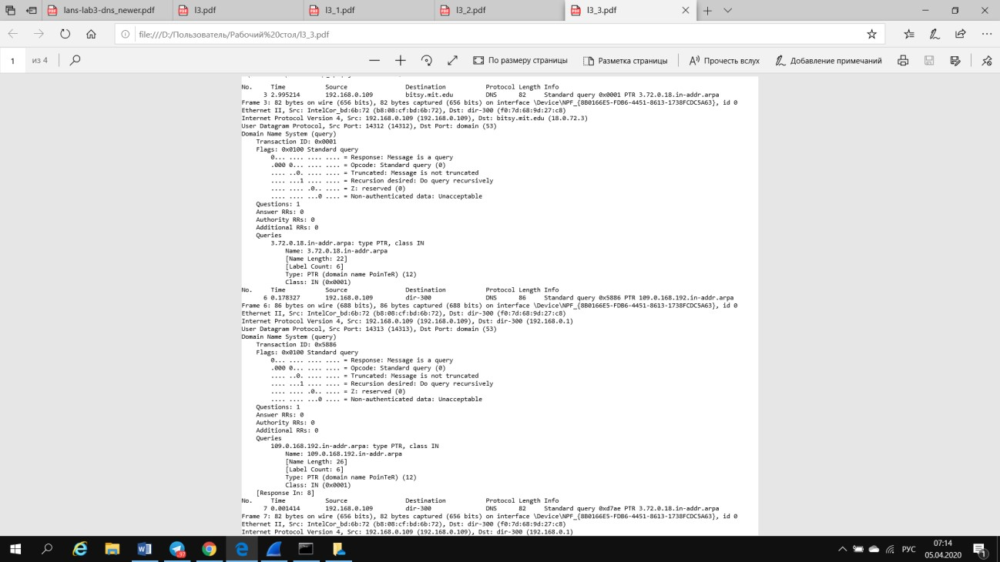 lans-lab3-dns_newer.pdf
l3.pdf
l3_1.pdf
l3_2.pdf
l3_3.pdf
file:///D:/Пользователь/Рабочий%20стол/l3_3.pdf
1 из 4 По размеру страницы Разметка страницы Прочесть вслух Добавление примечаний
No. Time Source Destination Protocol Length Info
3 2.995214 192.168.0.109 bitsy.mit.edu DNS 82 Standard query 0x0001 PTR 3.72.0.18.in-addr.arpa
Frame 3: 82 bytes on wire (656 bits), 82 bytes captured (656 bits) on interface \Device\NPF_{8B0166E5-FDB6-4451-8613-1738FCDC5A63}, id 0
Ethernet II, Src: IntelCor_bd:6b:72 (b8:08:cf:bd:6b:72), Dst: dir-300 (f0:7d:68:9d:27:c8)
Internet Protocol Version 4, Src: 192.168.0.109 (192.168.0.109), Dst: bitsy.mit.edu (18.0.72.3)
User Datagram Protocol, Src Port: 14312 (14312), Dst Port: domain (53)
Domain Name System (query)
Transaction ID: 0x0001
Flags: 0x0100 Standard query
0... .... .... .... = Response: Message is a query
.000 0... .... .... = Opcode: Standard query (0)
.... ..0. .... .... = Truncated: Message is not truncated
.... ...1 .... .... = Recursion desired: Do query recursively
.... .... .0.. .... = Z: reserved (0)
.... .... ...0 .... = Non-authenticated data: Unacceptable
Questions: 1
Answer RRs: 0
Authority RRs: 0
Additional RRs: 0
Queries
3.72.0.18.in-addr.arpa: type PTR, class IN
Name: 3.72.0.18.in-addr.arpa
[Name Length: 22]
[Label Count: 6]
Type: PTR (domain name PoinTeR) (12)
Class: IN (0x0001)
No. Time Source Destination Protocol Length Info
6 0.178327 192.168.0.109 dir-300 DNS 86 Standard query 0x5886 PTR 109.0.168.192.in-addr.arpa
Frame 6: 86 bytes on wire (688 bits), 86 bytes captured (688 bits) on interface \Device\NPF_{8B0166E5-FDB6-4451-8613-1738FCDC5A63}, id 0
Ethernet II, Src: IntelCor_bd:6b:72 (b8:08:cf:bd:6b:72), Dst: dir-300 (f0:7d:68:9d:27:c8)
Internet Protocol Version 4, Src: 192.168.0.109 (192.168.0.109), Dst: dir-300 (192.168.0.1)
User Datagram Protocol, Src Port: 14313 (14313), Dst Port: domain (53)
Domain Name System (query)
Transaction ID: 0x5886
Flags: 0x0100 Standard query
0... .... .... .... = Response: Message is a query
.000 0... .... .... = Opcode: Standard query (0)
.... ..0. .... .... = Truncated: Message is not truncated
.... ...1 .... .... = Recursion desired: Do query recursively
.... .... .0.. .... = Z: reserved (0)
.... .... ...0 .... = Non-authenticated data: Unacceptable
Questions: 1
Answer RRs: 0
Authority RRs: 0
Additional RRs: 0
Queries
109.0.168.192.in-addr.arpa: type PTR, class IN
Name: 109.0.168.192.in-addr.arpa
[Name Length: 26]
[Label Count: 6]
Type: PTR (domain name PoinTeR) (12)
Class: IN (0x0001)
[Response In: 8]
No. Time Source Destination Protocol Length Info
7 0.001414 192.168.0.109 dir-300 DNS 82 Standard query 0xd7ae PTR 3.72.0.18.in-addr.arpa
Frame 7: 82 bytes on wire (656 bits), 82 bytes captured (656 bits) on interface \Device\NPF_{8B0166E5-FDB6-4451-8613-1738FCDC5A63}, id 0
Ethernet II, Src: IntelCor_bd:6b:72 (b8:08:cf:bd:6b:72), Dst: dir-300 (f0:7d:68:9d:27:c8)
Internet Protocol Version 4, Src: 192.168.0.109 (192.168.0.109), Dst: dir-300 (192.168.0.1)
97
РУС
07:14
05.04.2020
1